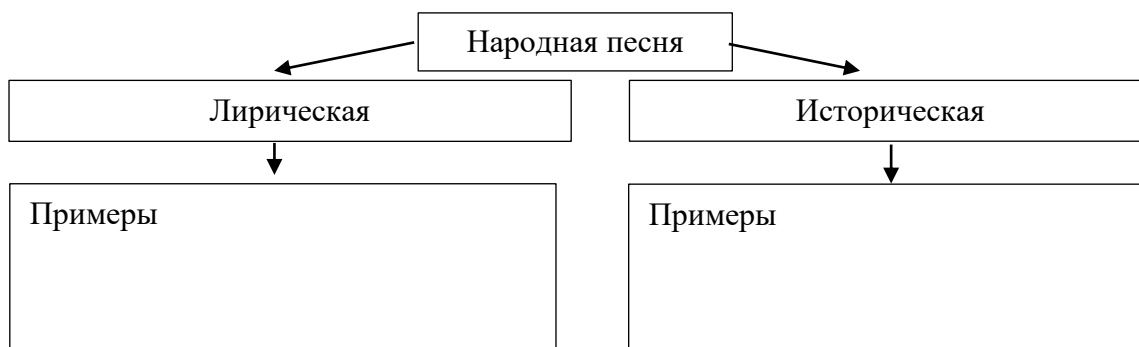 Народная песня
Лирическая
Историческая
Примеры
Примеры